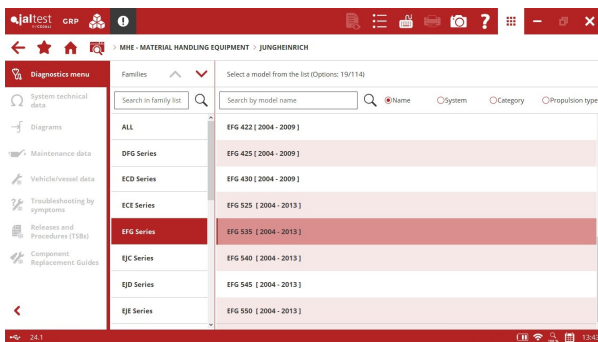 jaltest GRP
> MHE - MATERIAL HANDLING EQUIPMENT > JUNGHEINRICH
Diagnostics menu
System technical
data
Diagrams
Maintenance data
Vehicle/vessel data
Troubleshooting by
symptoms
Releases and
Procedures (TSBs)
Component
Replacement Guides
Families
Search in family list
ALL
DFG Series
ECD Series
ECE Series
EFG Series
EJC Series
EJD Series
EJE Series
Select a model from the list (Options: 19/114)
Search by model name
Name System Category Propulsion type
EFG 422 [ 2004 - 2009 ]
EFG 425 [ 2004 - 2009 ]
EFG 430 [ 2004 - 2009 ]
EFG 525 [ 2004 - 2013 ]
EFG 535 [ 2004 - 2013 ]
EFG 540 [ 2004 - 2013 ]
EFG 545 [ 2004 - 2013 ]
EFG 550 [ 2004 - 2013 ]
24.1
13:43